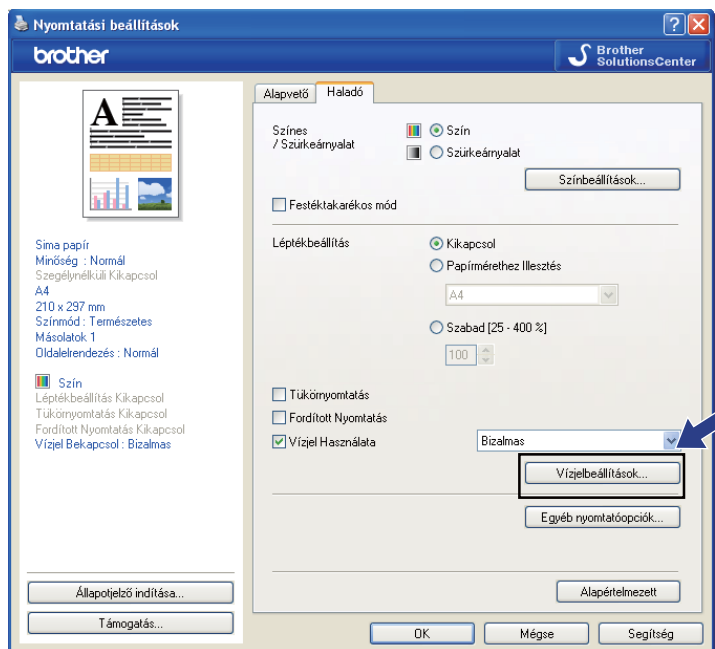 Nyomtatási beállítások
brother
Brother
SolutionsCenter
A
Sima papír
Minőség : Normál
Szegélynélküli Kikapcsol
A4
210 x 297 mm
Színmód : Természetes
Másolatok 1
Oldalelrendezés : Normál
Szín
Léptékbeállítás Kikapcsol
Tükörnyomtatás Kikapcsol
Fordított Nyomtatás Kikapcsol
Vízjel Bekapcsol : Bizalmas
Állapotjelző indítása...
Támogatás...
Alapvető Haladó
Színes
/ Szürkeárnyalat
Szín
Szürkeárnyalat
Színbeállítások...
Festéktakarékos mód
Léptékbeállítás
Kikapcsol
Papírmérethez Illesztés
A4
Szabad [25 - 400 %]
100
Tükörnyomtatás
Fordított Nyomtatás
Vízjel Használata
Bizalmas
Vízjelbeállítások...
Egyéb nyomtatóopciók...
Alapértelmezett
OK
Mégse
Segítség